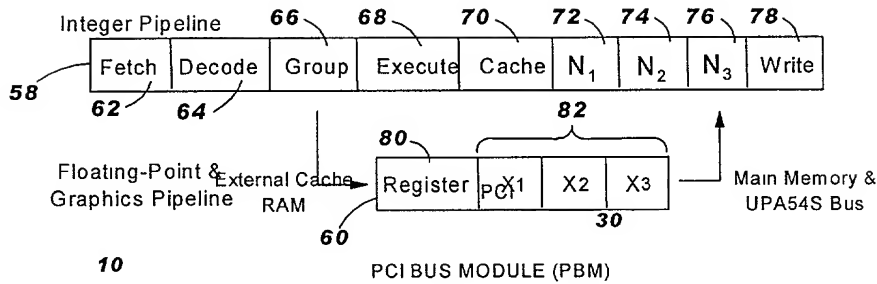 Integer Pipeline
66 68 70 72 74 76 78
58 Fetch Decode Group Execute Cache N1 N2 N3 Write
62 64
82
80
Floating-Point & External Cache Register PCI X1 X2 X3 Main Memory &
Graphics Pipeline RAM UPA54S Bus
60 30
10 PCI BUS MODULE (PBM)